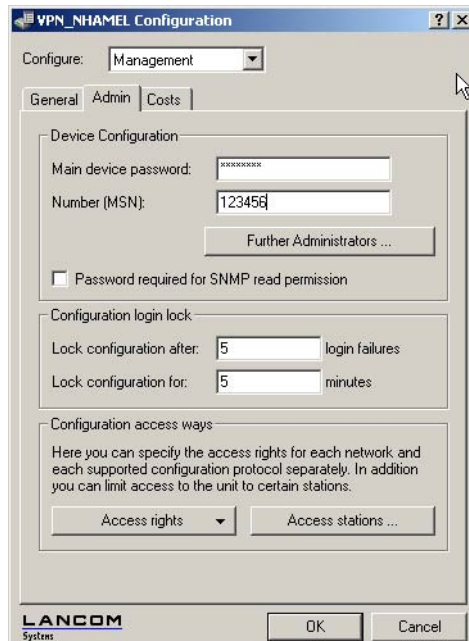 VPN_NHAMEL Configuration
Configure: Management
General Admin Costs
Device Configuration
Main device password: ********
Number (MSN): 123456
Further Administrators ...
Password required for SNMP read permission
Configuration login lock
Lock configuration after: 5 login failures
Lock configuration for: 5 minutes
Configuration access ways
Here you can specify the access rights for each network and
each supported configuration protocol separately. In addition
you can limit access to the unit to certain stations.
Access rights Access stations ...
LANCOM
Systems
OK Cancel